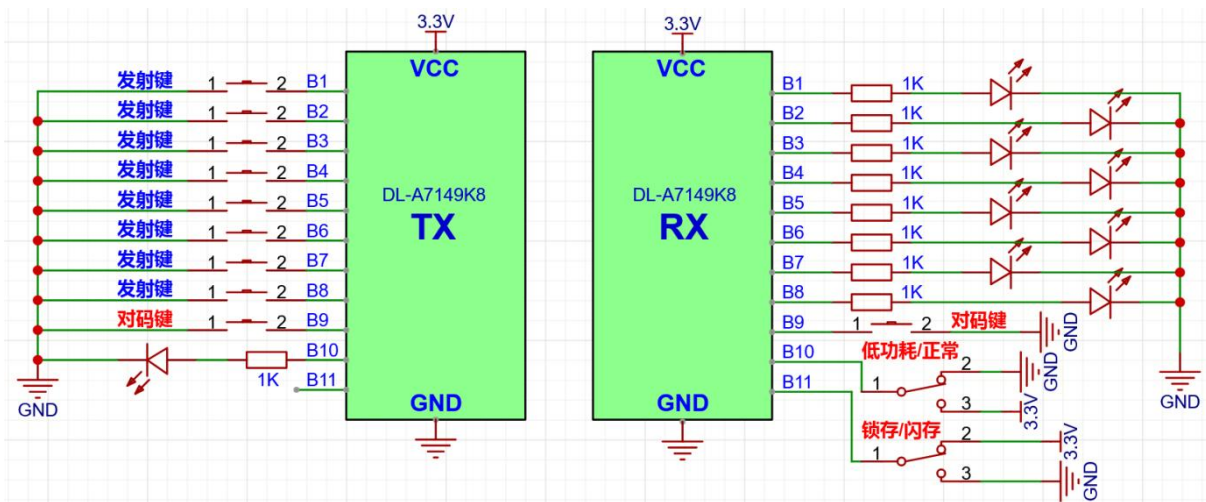 3.3V
VCC
发射键 1 2 B1
发射键 1 2 B2
发射键 1 2 B3
发射键 1 2 B4
发射键 1 2 B5
发射键 1 2 B6
发射键 1 2 B7
发射键 1 2 B8
对码键 1 2 B9
1K B10
B11
GND
DL-A7149K8
TX
GND
3.3V
VCC
DL-A7149K8
RX
GND
B1 1K
B2 1K
B3 1K
B4 1K
B5 1K
B6 1K
B7 1K
B8 1K
B9 1 2 对码键 GND
B10 低功耗/正常
1 2 GND
3 3.3V
B11 锁存/闪存
1 2 3.3V
3 GND
GND